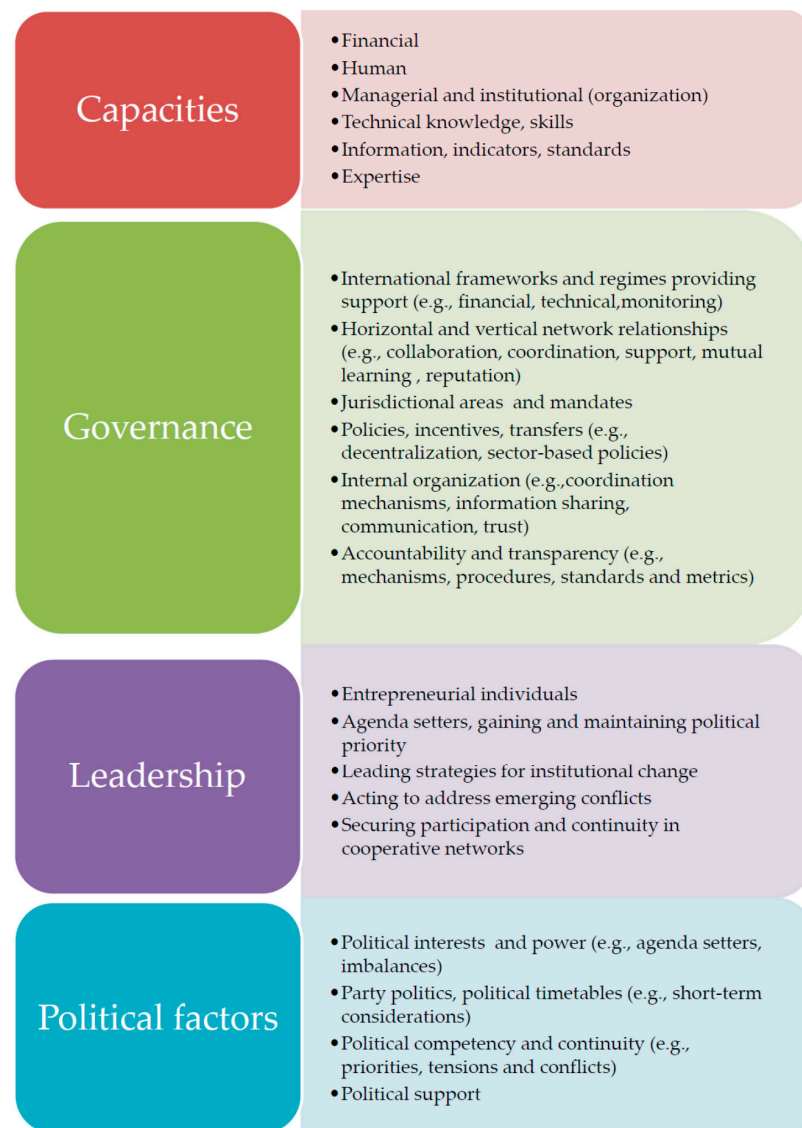 Capacities
•Financial
•Human
•Managerial and institutional (organization)
•Technical knowledge, skills
•Information, indicators, standards
•Expertise
Governance
•International frameworks and regimes providing
support (e.g., financial, technical,monitoring)
•Horizontal and vertical network relationships
(e.g., collaboration, coordination, support, mutual
learning , reputation)
•Jurisdictional areas and mandates
•Policies, incentives, transfers (e.g.,
decentralization, sector-based policies)
•Internal organization (e.g.,coordination
mechanisms, information sharing,
communication, trust)
•Accountability and transparency (e.g.,
mechanisms, procedures, standards and metrics)
Leadership
•Entrepreneurial individuals
•Agenda setters, gaining and maintaining political
priority
•Leading strategies for institutional change
•Acting to address emerging conflicts
•Securing participation and continuity in
cooperative networks
Political factors
•Political interests and power (e.g., agenda setters,
imbalances)
•Party politics, political timetables (e.g., short-term
considerations)
•Political competency and continuity (e.g.,
priorities, tensions and conflicts)
•Political support